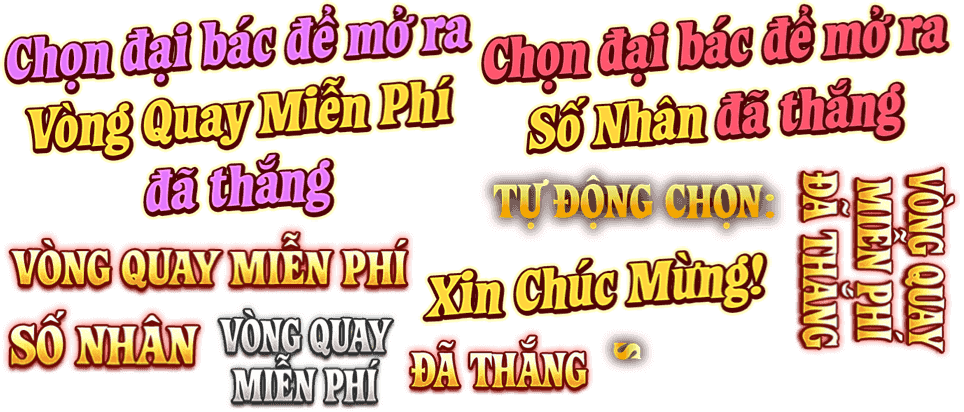 Chọn đại bác để mở ra
Vòng Quay Miễn Phí
đã thắng
Chọn đại bác để mở ra
Số Nhân đã thắng
TỰ ĐỘNG CHỌN:
VÒNG QUAY
MIỄN PHÍ
ĐÃ THẮNG
VÒNG QUAY MIỄN PHÍ
Xin Chúc Mừng!
SỐ NHÂN
VÒNG QUAY
MIỄN PHÍ
ĐÃ THẮNG
S